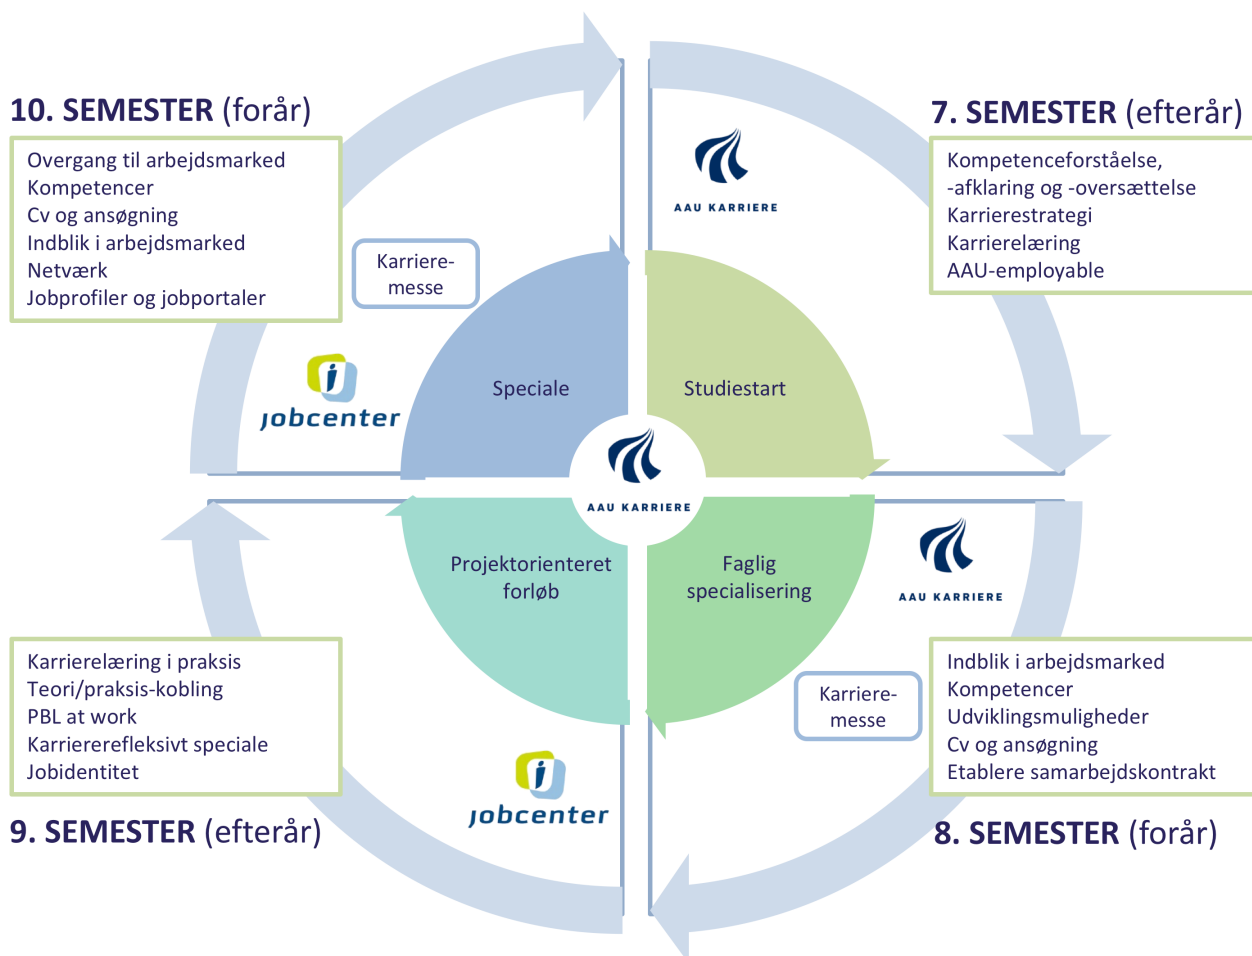 10. SEMESTER (forår)
Overgang til arbejdsmarked
Kompetencer
Cv og ansøgning
Indblik i arbejdsmarked
Netværk
Jobprofiler og jobportaler
Karriere-
messe
jobcenter
Speciale
7. SEMESTER (efterår)
Kompetenceforståelse,
-afklaring og -oversættelse
Karrierestrategi
Karrierelæring
AAU-employable
AAU KARRIERE
Studiestart
AAU KARRIERE
Projektorienteret
forløb
Faglig
specialisering
AAU KARRIERE
Karrierelæring i praksis
Teori/praksis-kobling
PBL at work
Karriererefleksivt speciale
Jobidentitet
9. SEMESTER (efterår)
jobcenter
Karriere-
messe
Indblik i arbejdsmarked
Kompetencer
Udviklingsmuligheder
Cv og ansøgning
Etablere samarbejdskontrakt
8. SEMESTER (forår)